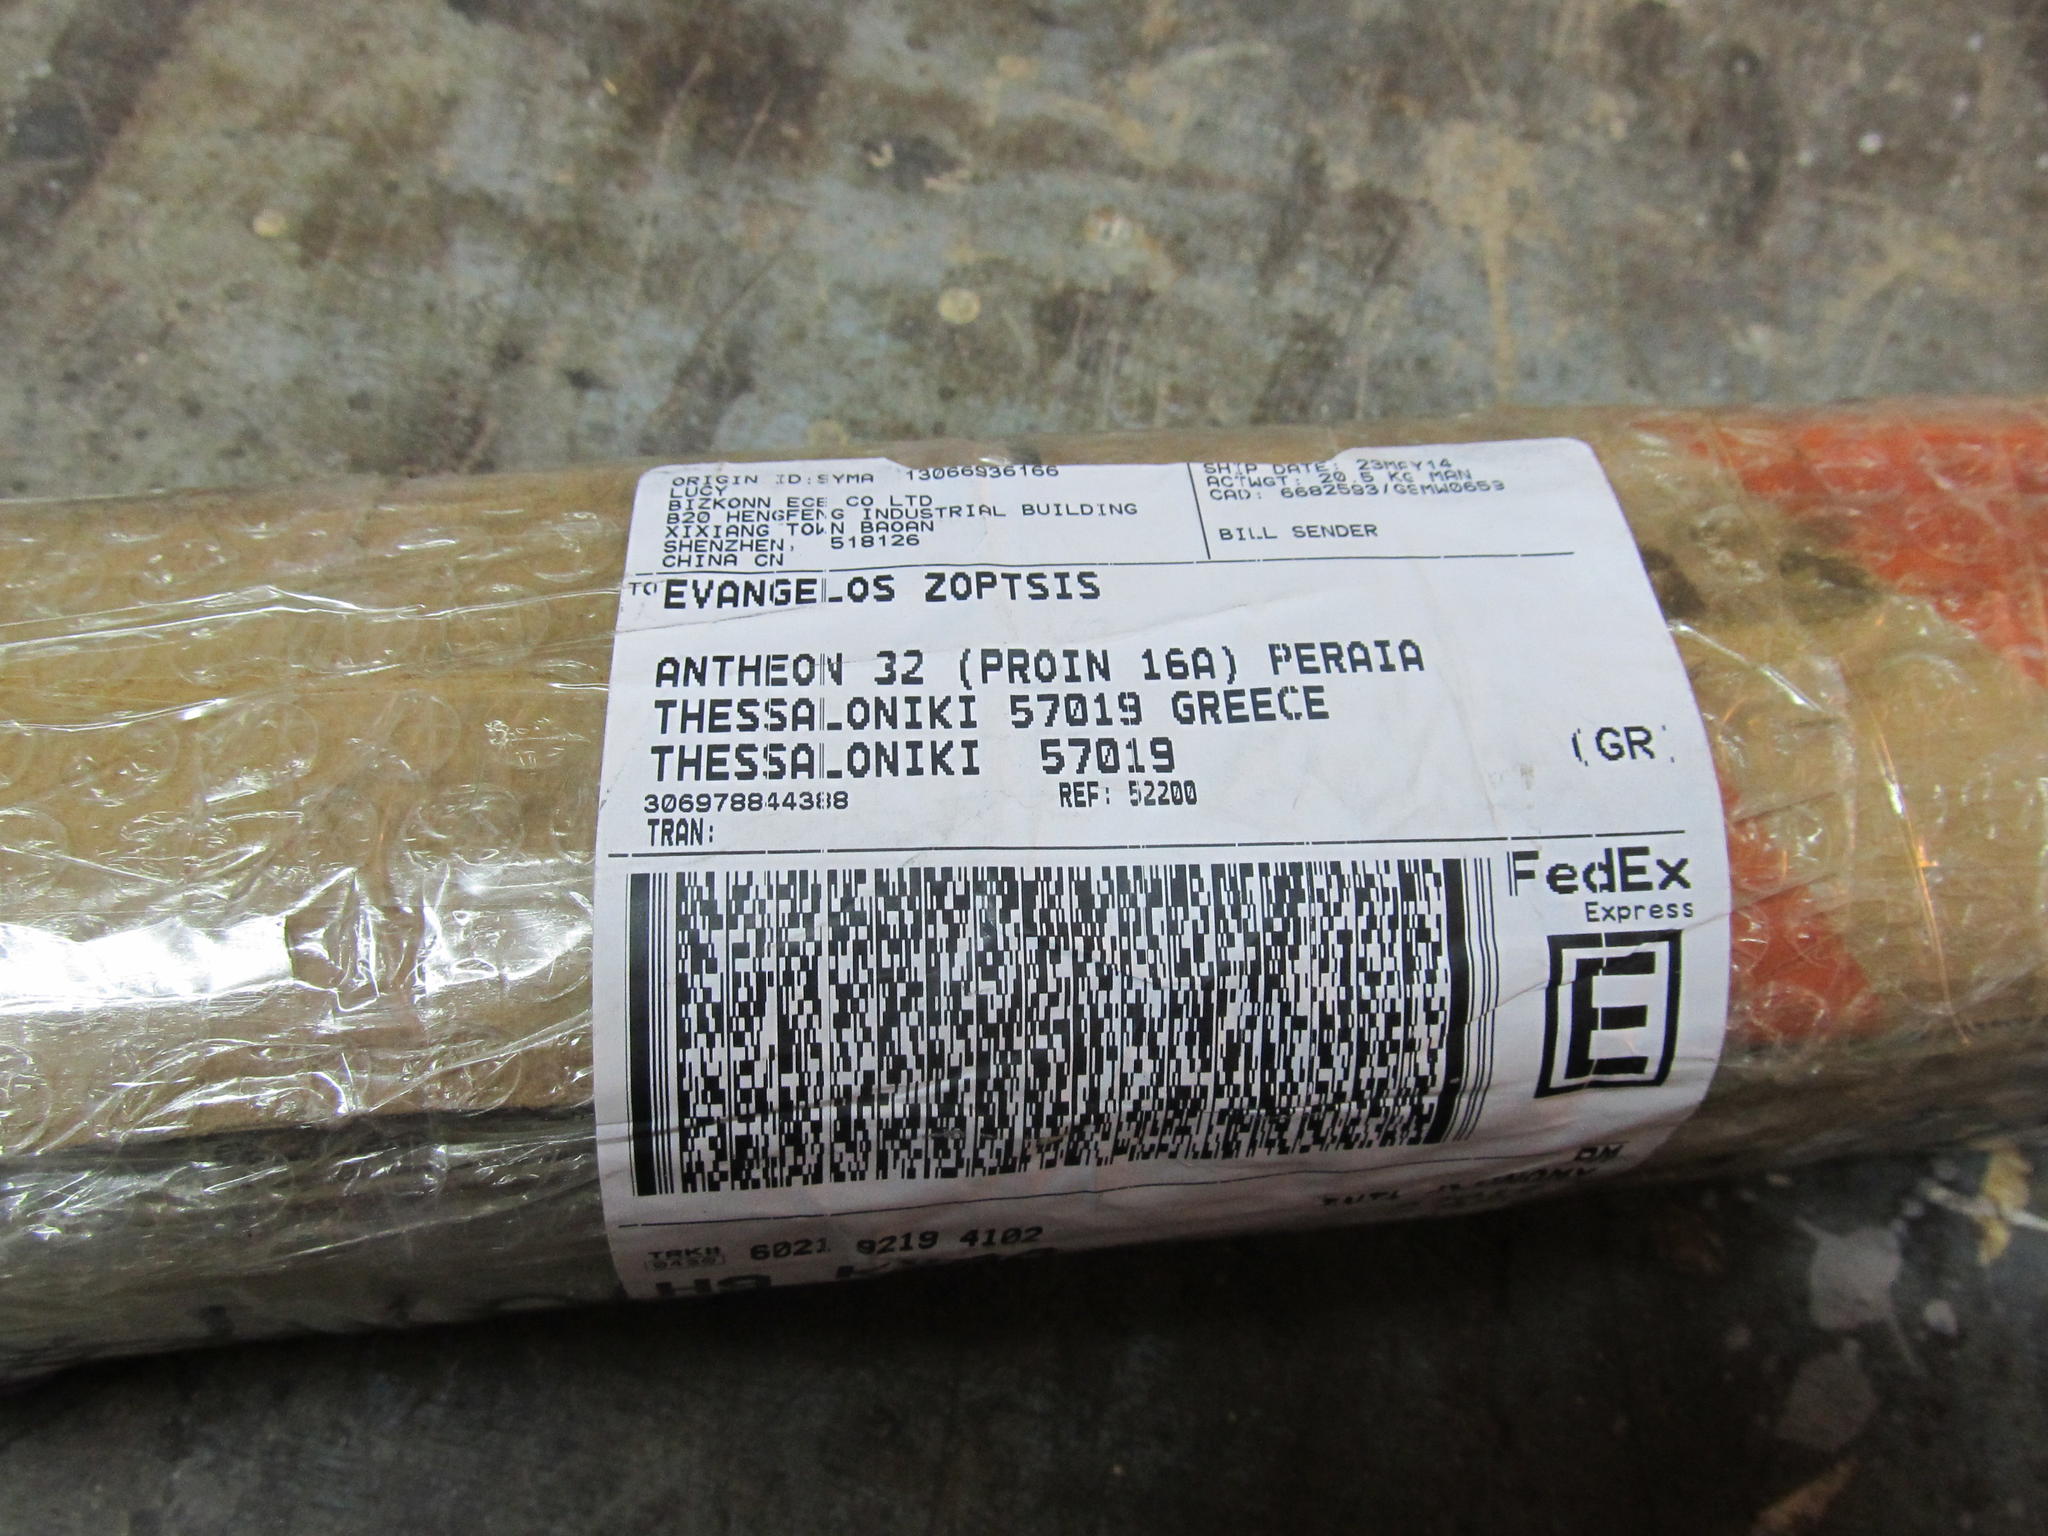 ORIGIN ID:SYMA 13066936166
LUCY
BIZKONN ECE CO LTD
B20 HENGFENG INDUSTRIAL BUILDING
XIXIANG TOWN BAOAN
SHENZHEN, 518126
CHINA CN
SHIP DATE: 23MAY14
ACTWGT: 20.5 KG MAN
CAD: 6682593/GSMW0653
BILL SENDER
TO EVANGELOS ZOPTSIS
ANTHEON 32 (PROIN 16A) PERAIA
THESSALONIKI 57019 GREECE
THESSALONIKI 57019
(GR)
306978844388 REF: 52200
TRAN:
FedEx
Express
E
TRK# 6021 9219 4102
0430